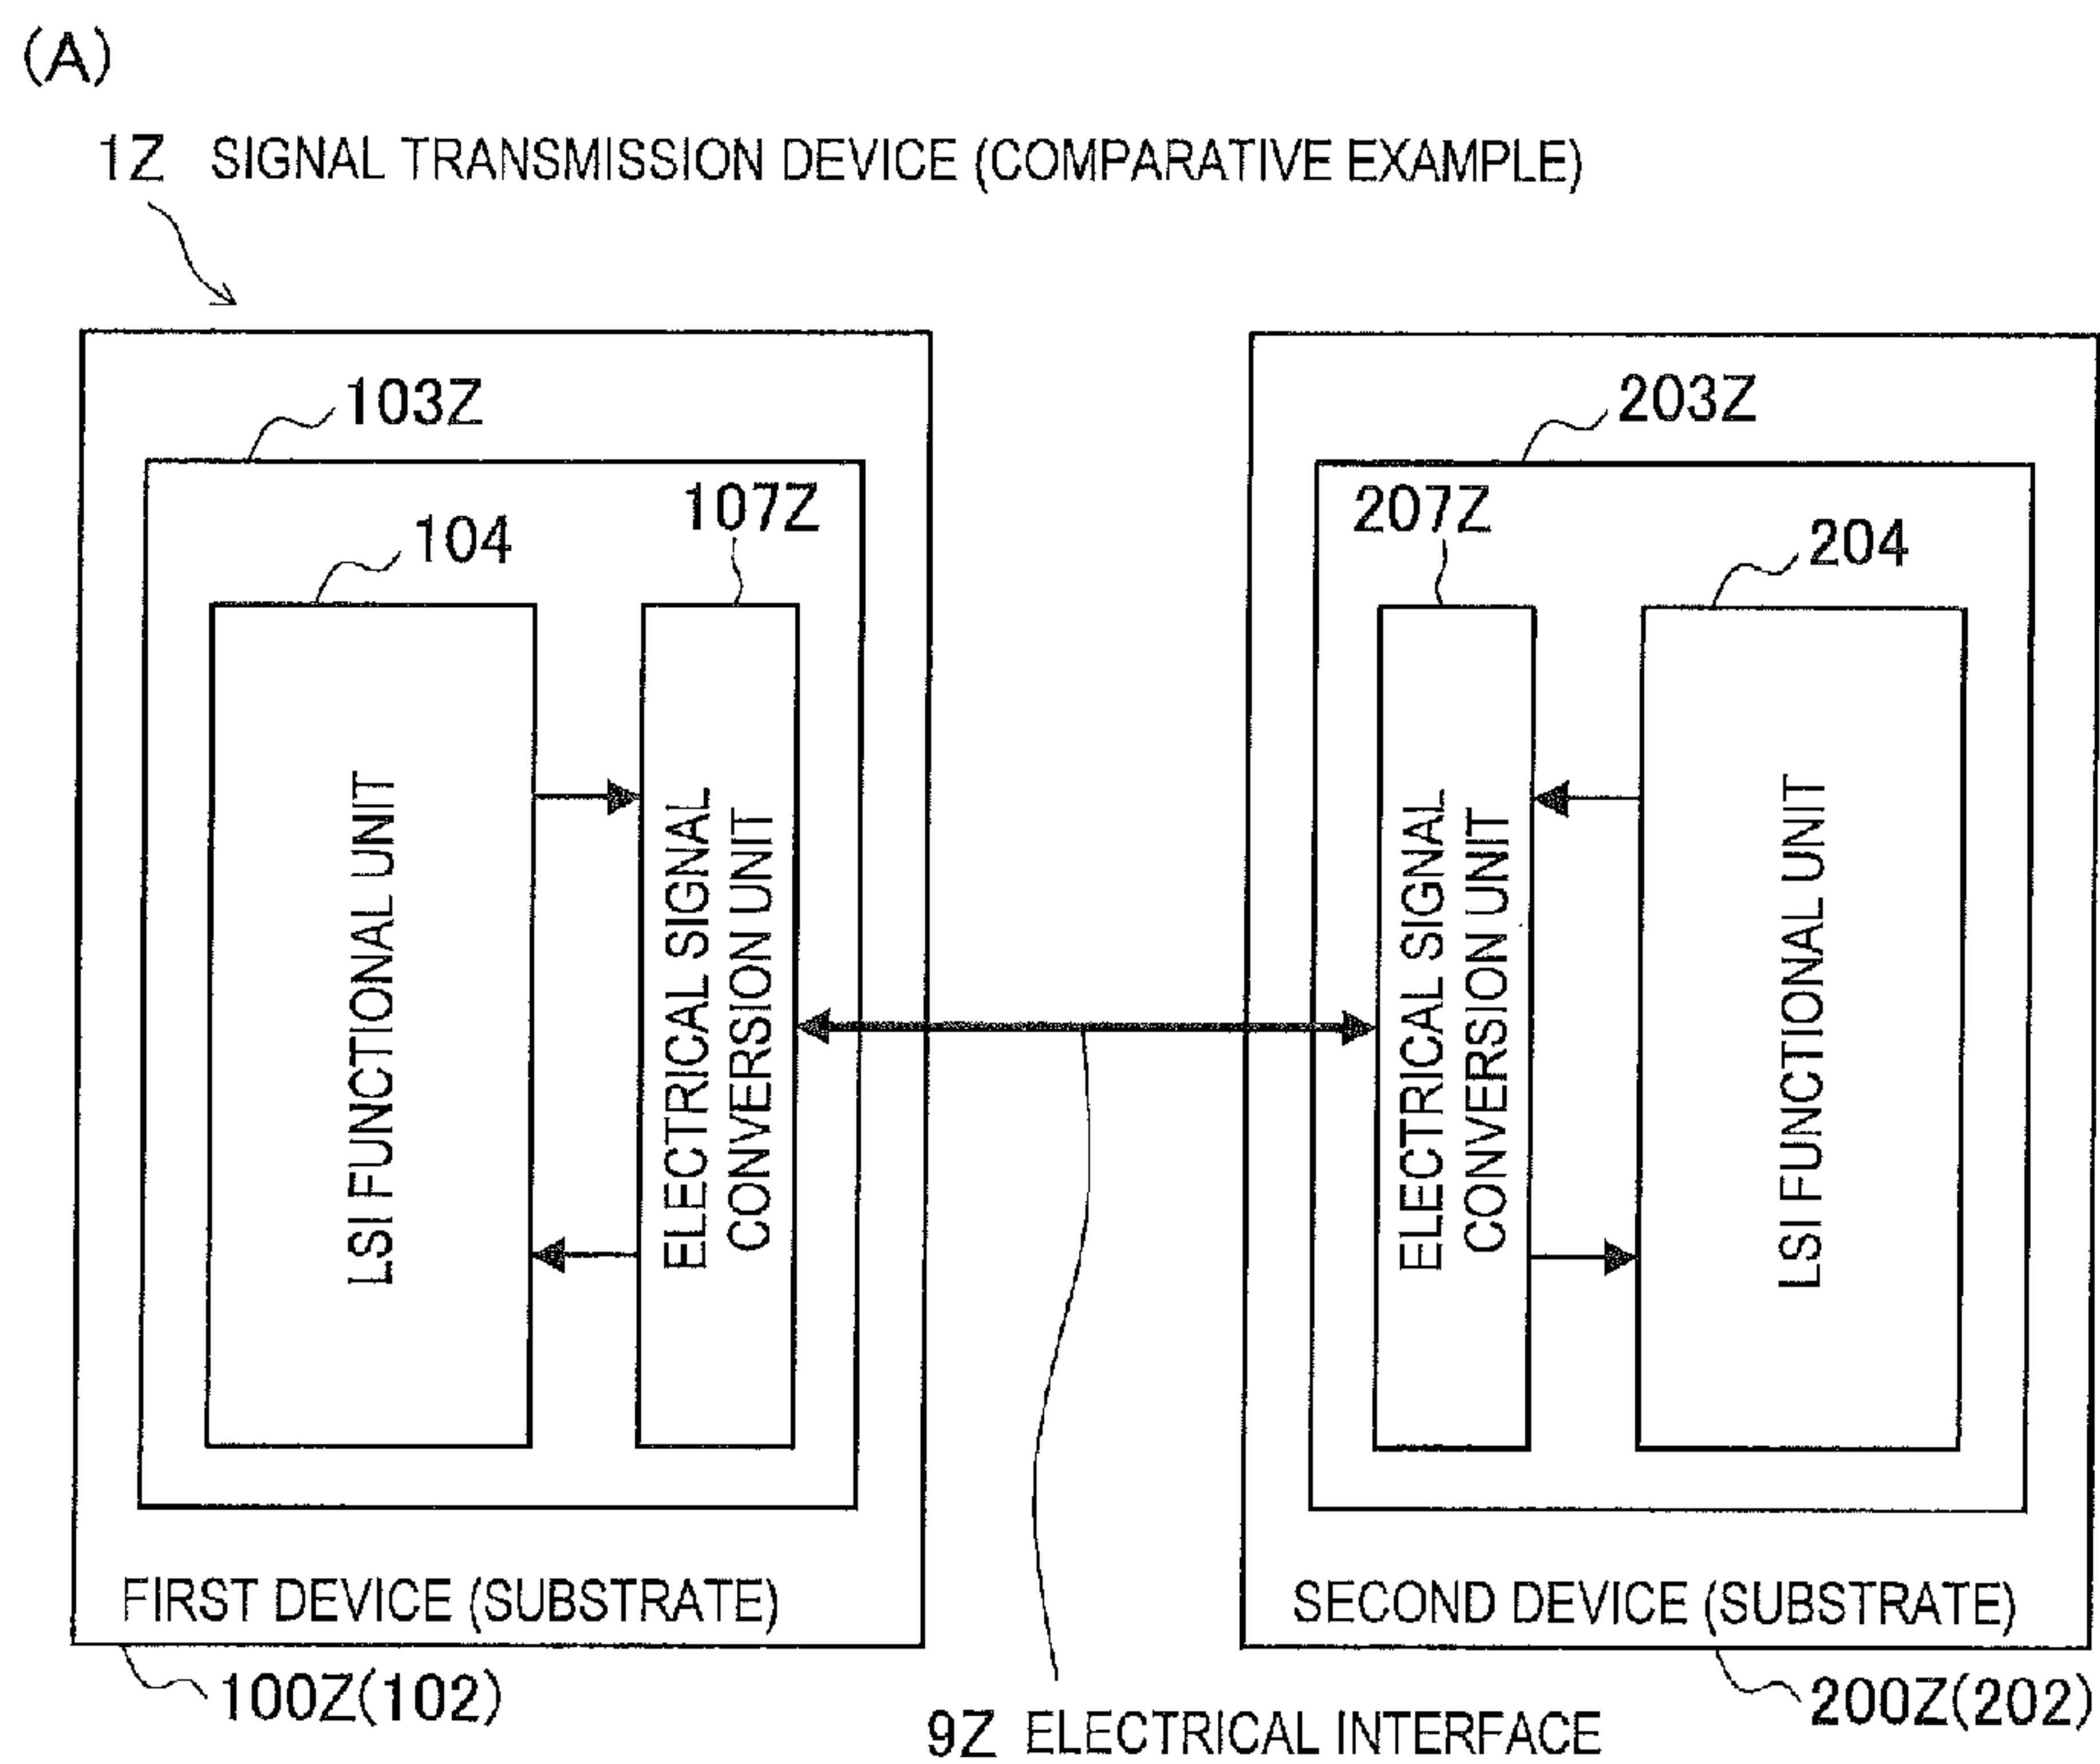 (A)
1Z SIGNAL TRANSMISSION DEVICE (COMPARATIVE EXAMPLE)
103Z
203Z
107Z
207Z
104
204
LSI FUNCTIONAL UNIT
ELECTRICAL SIGNAL
CONVERSION UNIT
ELECTRICAL SIGNAL
CONVERSION UNIT
LSI FUNCTIONAL UNIT
FIRST DEVICE (SUBSTRATE)
SECOND DEVICE (SUBSTRATE)
100Z(102)
200Z(202)
9Z ELECTRICAL INTERFACE